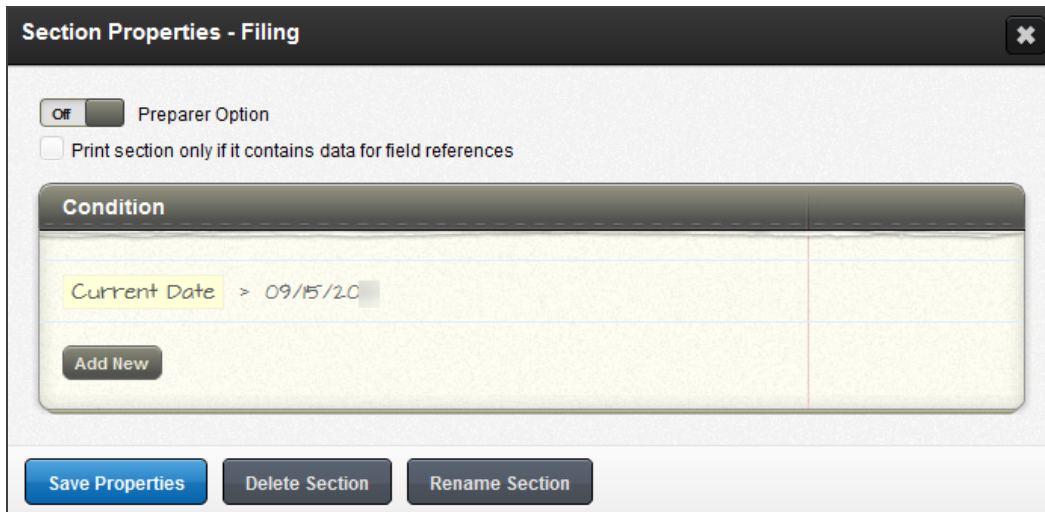 Section Properties - Filing
Off Preparer Option
Print section only if it contains data for field references
Condition
Current Date > 09/15/20
Add New
Save Properties Delete Section Rename Section